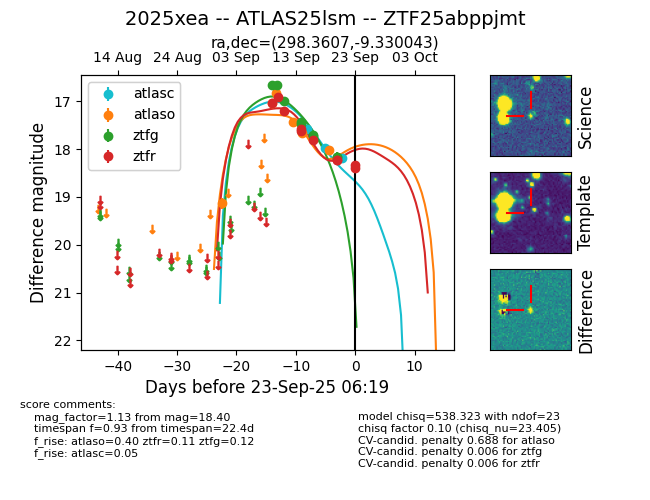 2025xea -- ATLAS25lsm -- ZTF25abppjmt
ra,dec=(298.3607,-9.330043)
14 Aug 24 Aug 03 Sep 13 Sep 23 Sep 03 Oct
atlasc
atlaso
ztfg
ztfr
17
18
19
20
21
22
Difference magnitude
−40 −30 −20 −10 0 10
Days before 23-Sep-25 06:19
Science
Template
Difference
score comments:
mag_factor=1.13 from mag=18.40
timespan f=0.93 from timespan=22.4d
f_rise: atlaso=0.40 ztfr=0.11 ztfg=0.12
f_rise: atlasc=0.05
model chisq=538.323 with ndof=23
chisq factor 0.10 (chisq_nu=23.405)
CV-candid. penalty 0.688 for atlaso
CV-candid. penalty 0.006 for ztfg
CV-candid. penalty 0.006 for ztfr